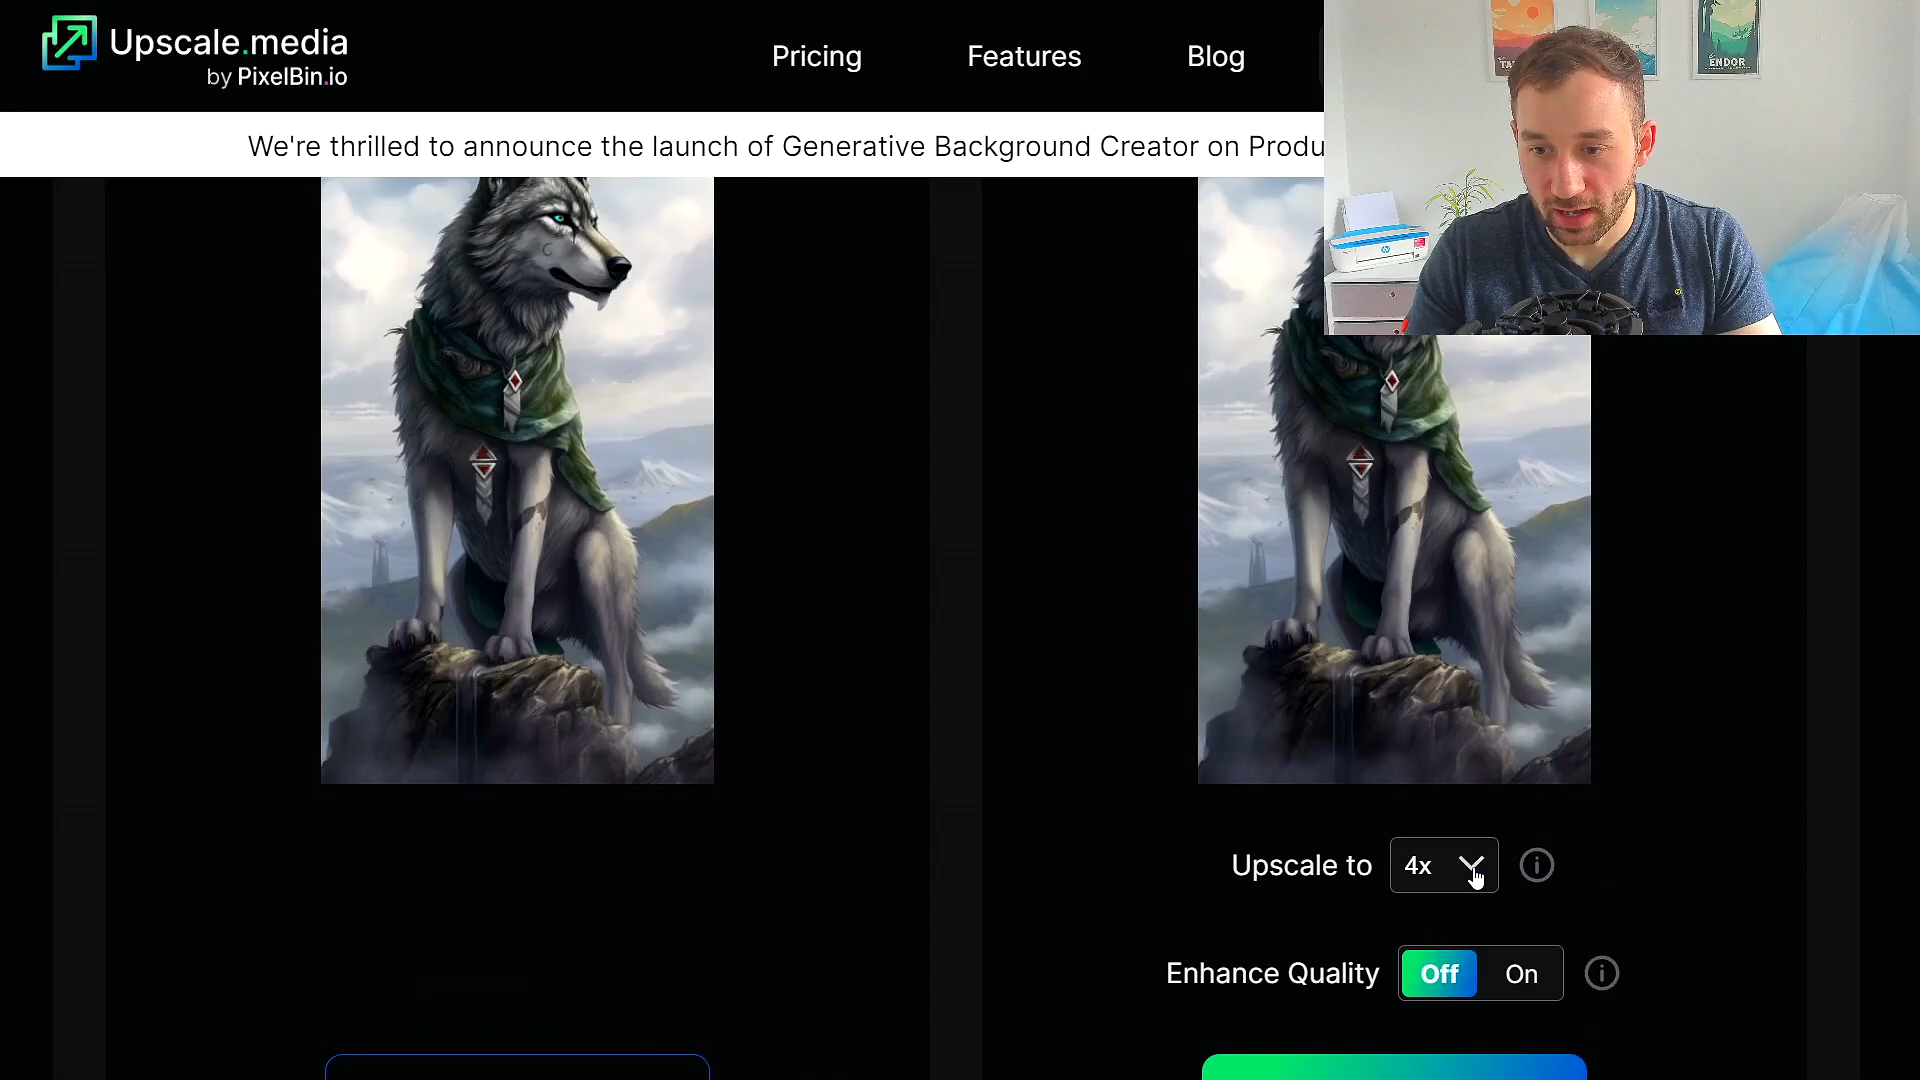 Upscale.media
by PixelBin.io
Pricing
Features
Blog
We're thrilled to announce the launch of Generative Background Creator on Produ
ENDOR
Upscale to
4x
Enhance Quality
Off
On